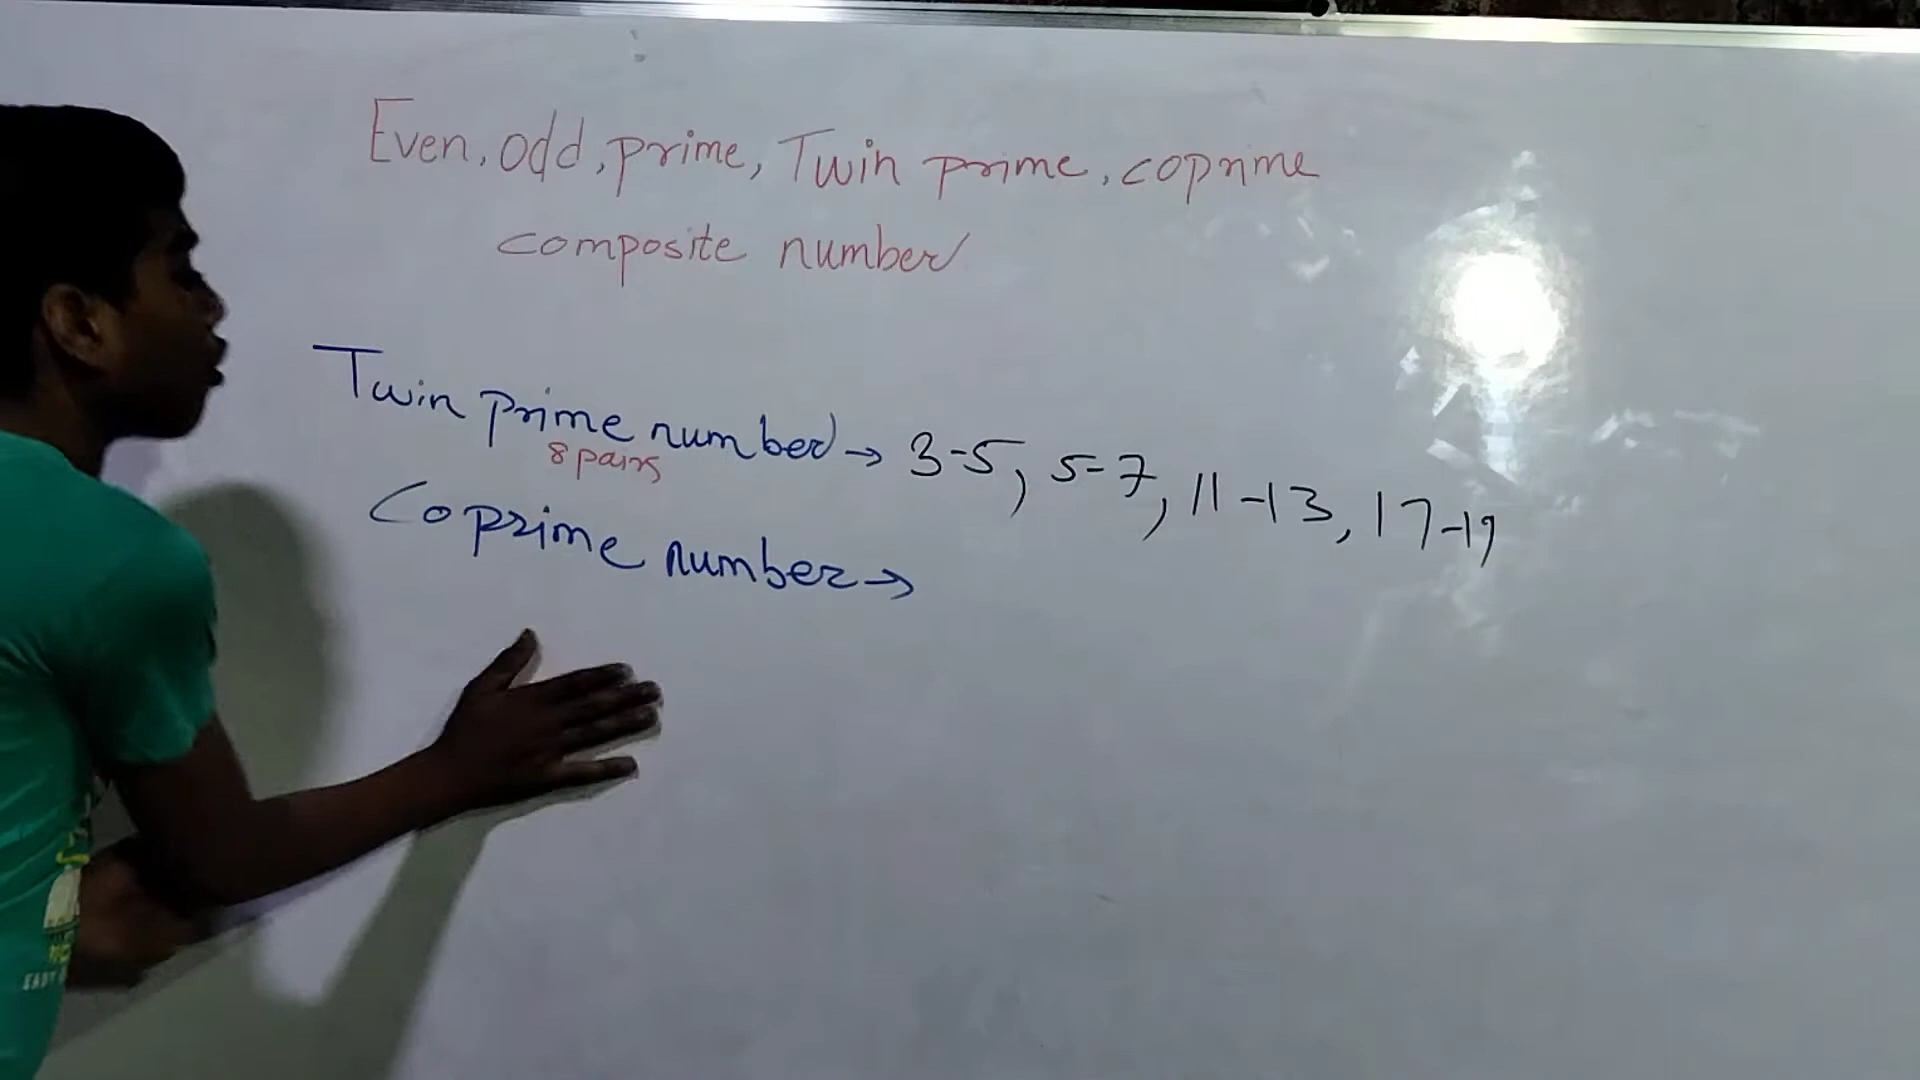 Even, odd, prime, Twin prime, coprime
composite number
Twin prime number → 3-5, 5-7, 11-13, 17-19
8 pairs
Coprime number →
EASY